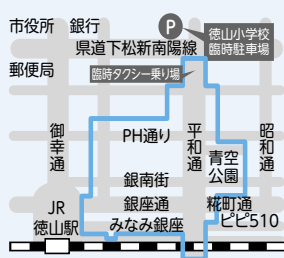 市役所 銀行
P
徳山小学校
臨時駐車場
県道下松新南陽線
郵便局
臨時タクシー乗り場
御幸通
PH通り
平和通
昭和通
青空
公園
銀南街
JR
徳山駅
銀座通
糀町通
みなみ銀座
ピピ510